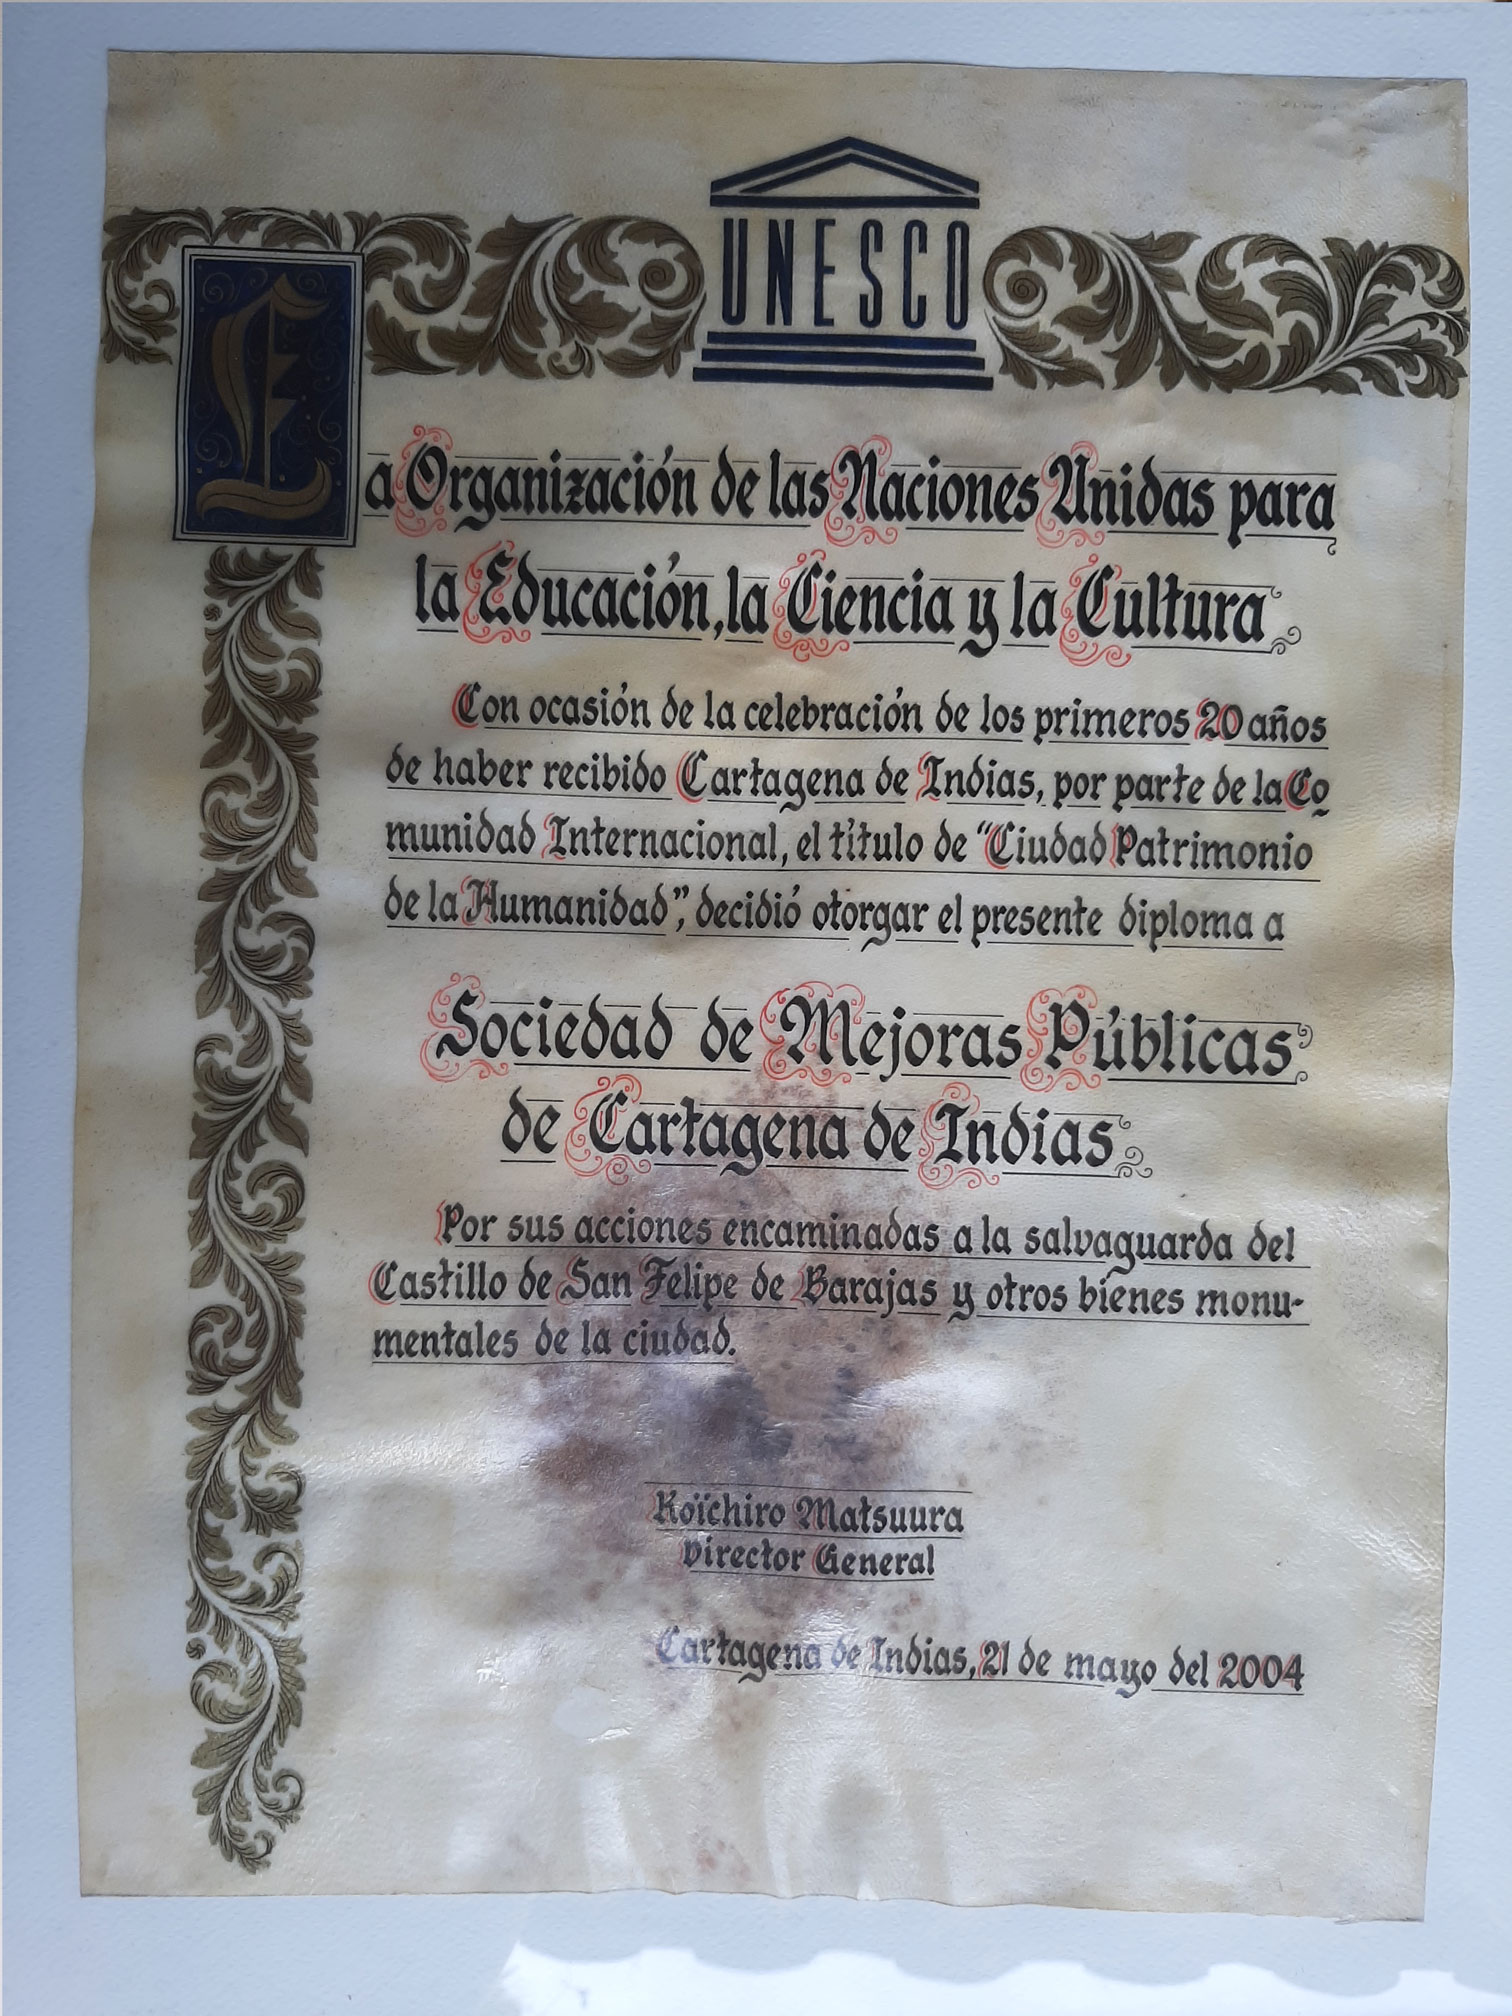 UNESCO
La Organización de las Naciones Unidas para
la Educación, la Ciencia y la Cultura
Con ocasión de la celebración de los primeros 20 años
de haber recibido Cartagena de Indias, por parte de la Co
munidad Internacional, el título de “Ciudad Patrimonio
de la Humanidad”, decidió otorgar el presente diploma a
Sociedad de Mejoras Públicas
de Cartagena de Indias
Por sus acciones encaminadas a la salvaguarda del
Castillo de San Felipe de Barajas y otros bienes monu-
mentales de la ciudad.
Koïchiro Matsuura
Director General
Cartagena de Indias, 21 de mayo del 2004